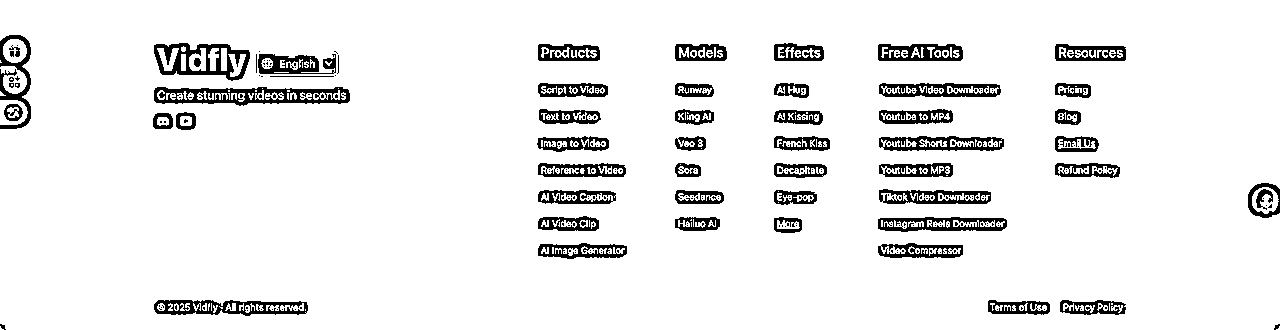 Vidfly
English
Create stunning videos in seconds
Products
Script to Video
Text to Video
Image to Video
Reference to Video
AI Video Caption
AI Video Clip
AI Image Generator
Models
Runway
Kling AI
Veo 3
Sora
Seedance
Hailuo AI
Effects
AI Hug
AI Kissing
French Kiss
Decapitate
Eye-pop
More
Free AI Tools
Youtube Video Downloader
Youtube to MP4
Youtube Shorts Downloader
Youtube to MP3
Tiktok Video Downloader
Instagram Reels Downloader
Video Compressor
Resources
Pricing
Blog
Email Us
Refund Policy
© 2025 Vidfly · All rights reserved.
Terms of Use
Privacy Policy